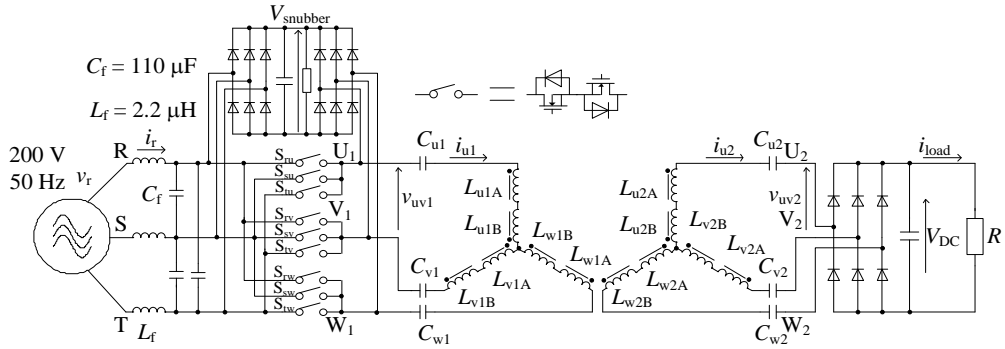 V_snubber
C_f = 110 μF
L_f = 2.2 μH
200 V
50 Hz v_r
i_r
R
S
T
C_f
L_f
S_ru
S_su
S_tu
S_rv
S_sv
S_tv
S_rw
S_sw
S_tw
U_1
V_1
W_1
v_uv1
C_u1
i_u1
C_v1
C_w1
L_u1A
L_u1B
L_w1B
L_w1A
L_v1A
L_v1B
L_u2A
L_u2B
L_v2B
L_v2A
L_w2A
L_w2B
i_u2
C_u2
U_2
v_uv2
V_2
C_v2
C_w2
W_2
i_load
V_DC
R